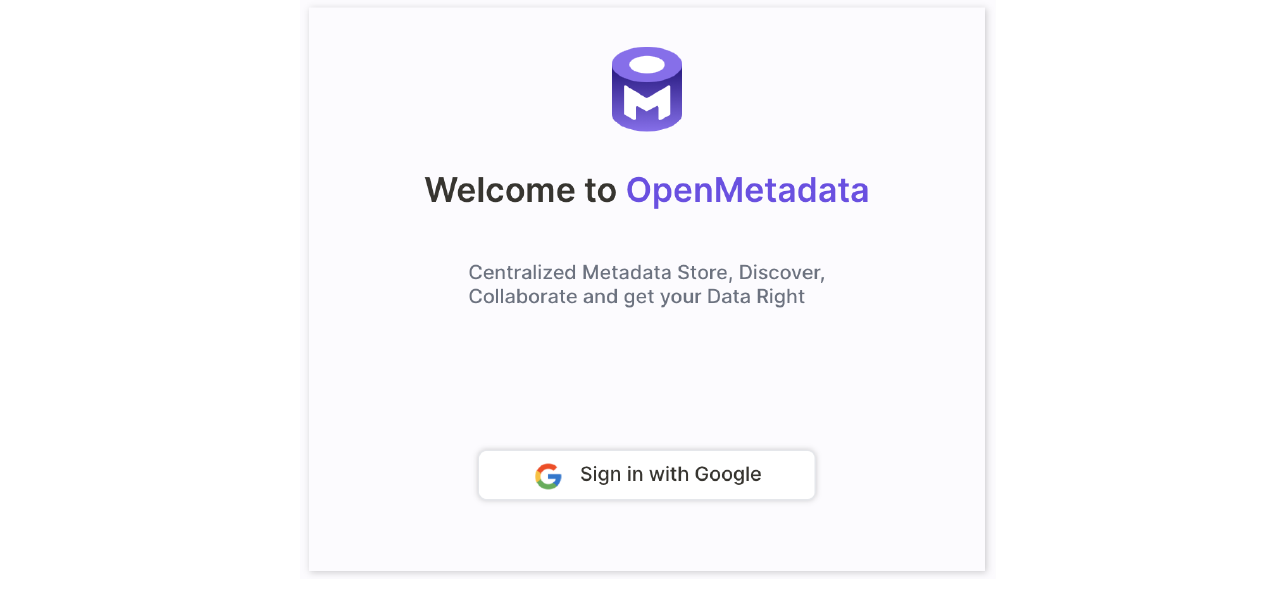 M
Welcome to OpenMetadata
Centralized Metadata Store, Discover,
Collaborate and get your Data Right
Sign in with Google